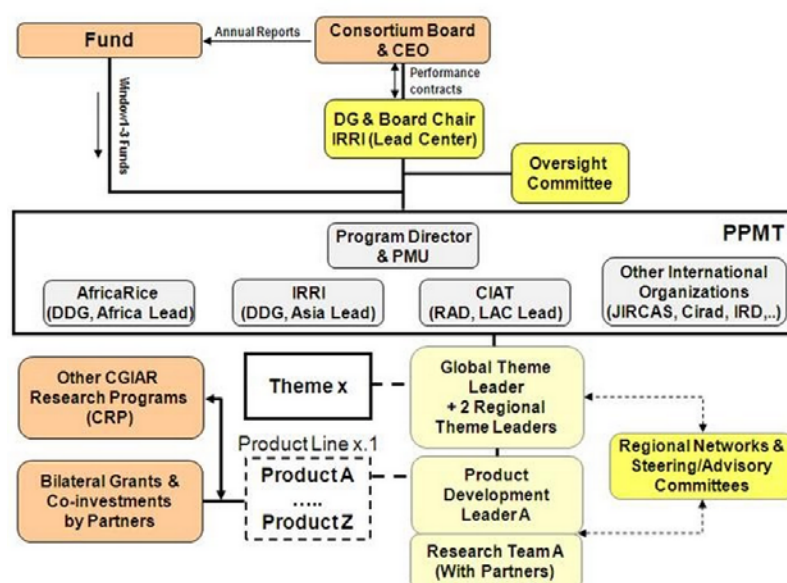 Fund
Annual Reports
Consortium Board
& CEO
Performance
contracts
Window1-3 Funds
DG & Board Chair
IRRI (Lead Center)
Oversight
Committee
PPMT
Program Director
& PMU
AfricaRice
(DDG, Africa Lead)
IRRI
(DDG, Asia Lead)
CIAT
(RAD, LAC Lead)
Other International
Organizations
(JIRCAS, Cirad, IRD,..)
Other CGIAR
Research Programs
(CRP)
Theme x
Global Theme
Leader
+ 2 Regional
Theme Leaders
Product Line x.1
Product A
.....
Product Z
Bilateral Grants &
Co-investments
by Partners
Product
Development
Leader A
Regional Networks &
Steering/Advisory
Committees
Research Team A
(With Partners)